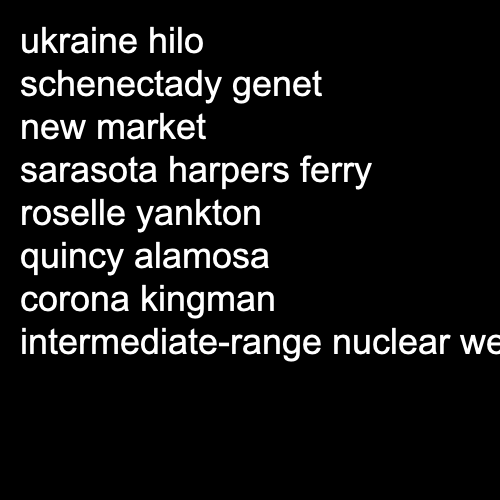 ukraine hilo
schenectady genet
new market
sarasota harpers ferry
roselle yankton
quincy alamosa
corona kingman
intermediate-range nuclear we